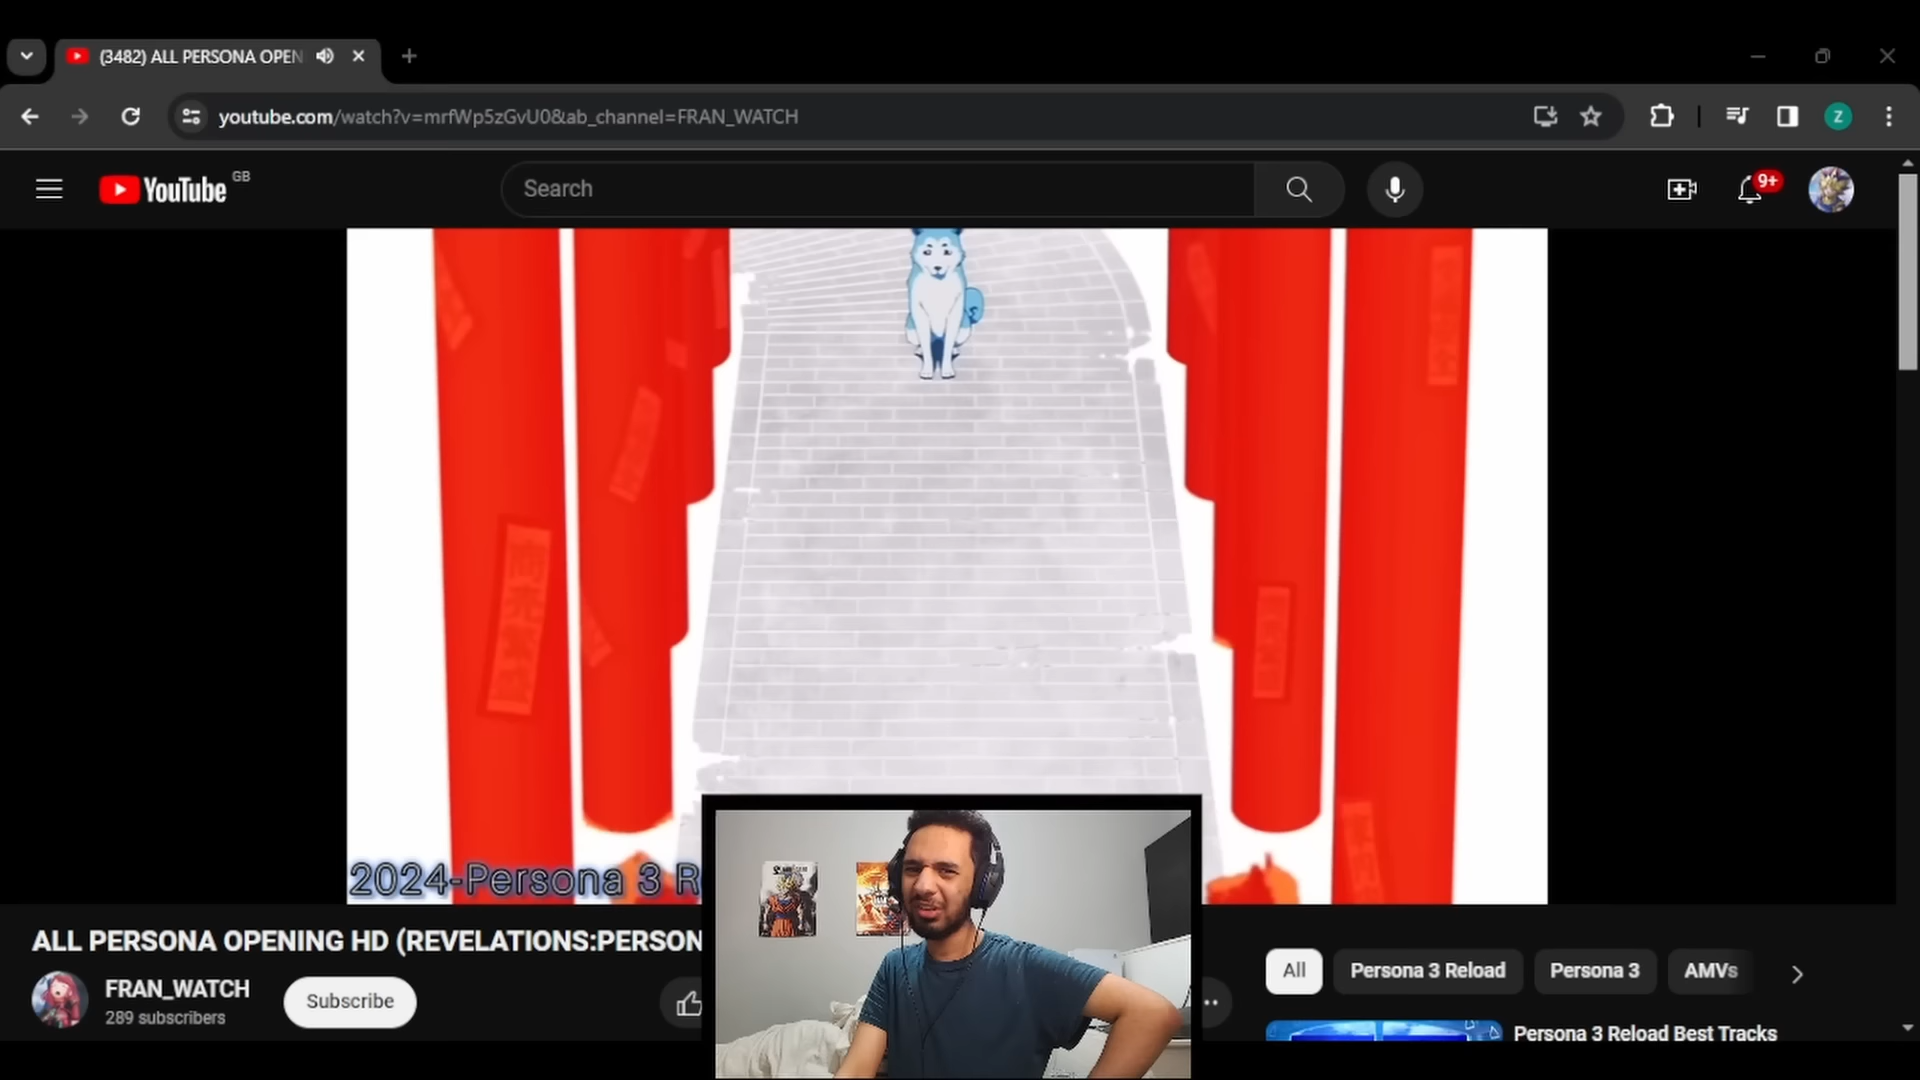 (3482) ALL PERSONA OPEN
youtube.com/watch?v=mrfWp5zGvU0&ab_channel=FRAN_WATCH
Z
YouTube GB
Search
9+
2024-Persona 3 R
ALL PERSONA OPENING HD (REVELATIONS:PERSON
FRAN_WATCH
289 subscribers
Subscribe
All
Persona 3 Reload
Persona 3
AMVs
Persona 3 Reload Best Tracks